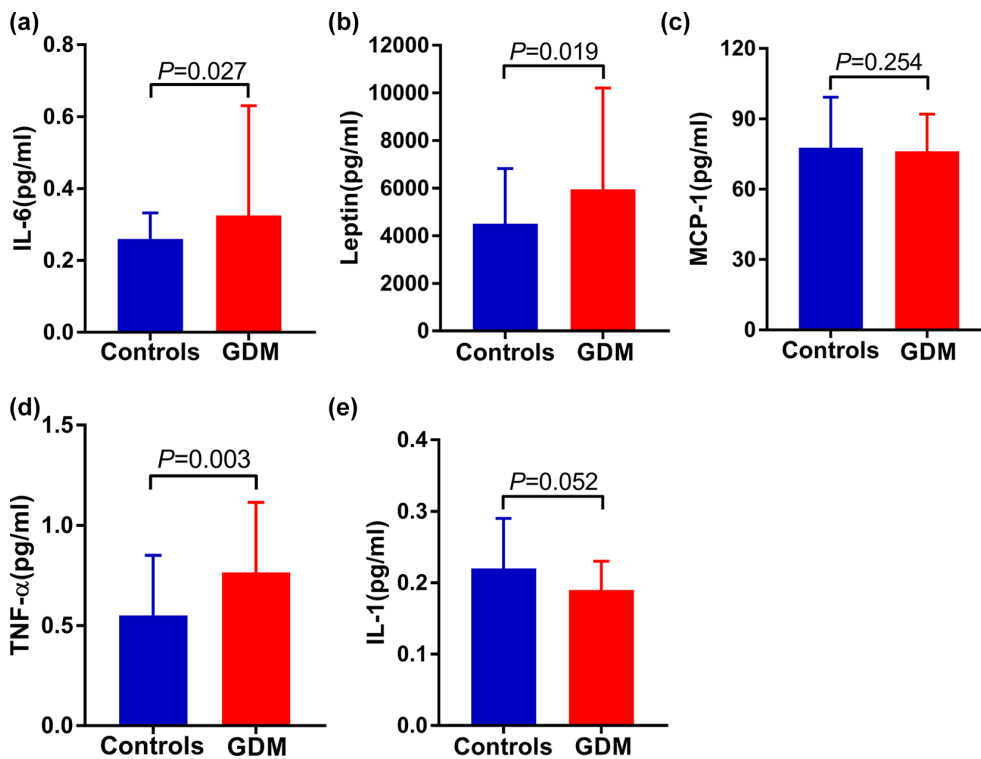 (a)
IL-6(pg/ml)
0.8
0.6
0.4
0.2
0.0
P=0.027
Controls GDM
(b)
Leptin(pg/ml)
12000
10000
8000
6000
4000
2000
0
P=0.019
Controls GDM
(c)
MCP-1(pg/ml)
120
90
60
30
0
P=0.254
Controls GDM
(d)
TNF-α(pg/ml)
1.5
1.0
0.5
0.0
P=0.003
Controls GDM
(e)
IL-1(pg/ml)
0.4
0.3
0.2
0.1
0.0
P=0.052
Controls GDM